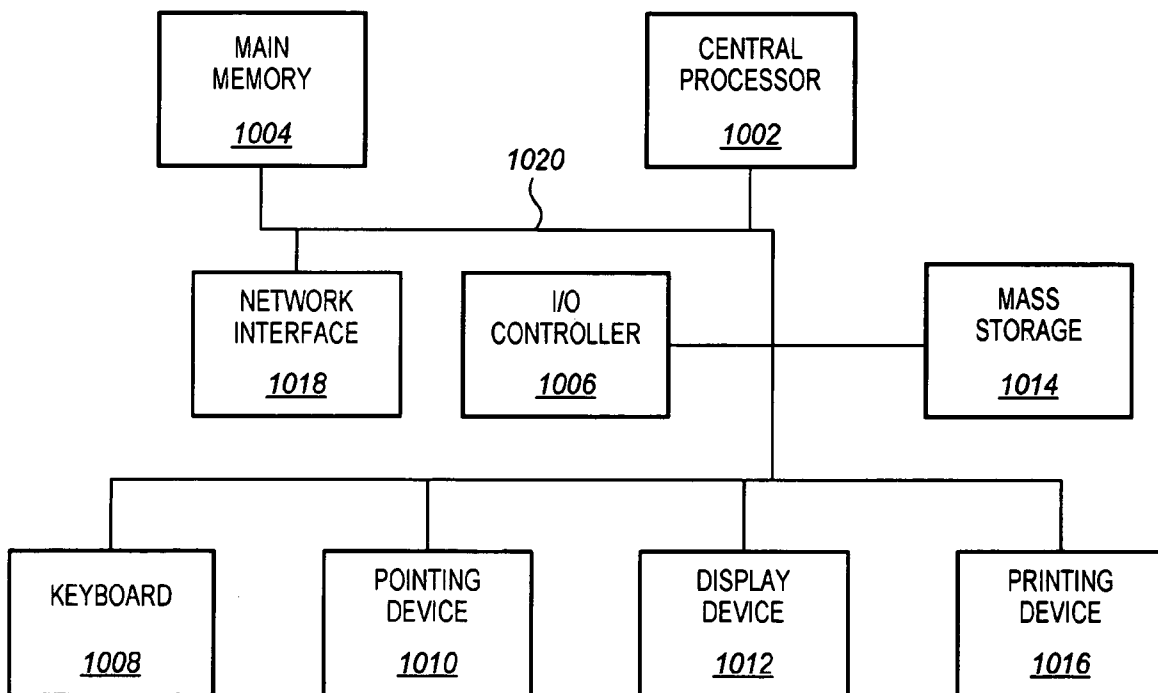 MAIN
MEMORY
1004
CENTRAL
PROCESSOR
1002
1020
NETWORK
INTERFACE
1018
I/O
CONTROLLER
1006
MASS
STORAGE
1014
KEYBOARD
1008
POINTING
DEVICE
1010
DISPLAY
DEVICE
1012
PRINTING
DEVICE
1016